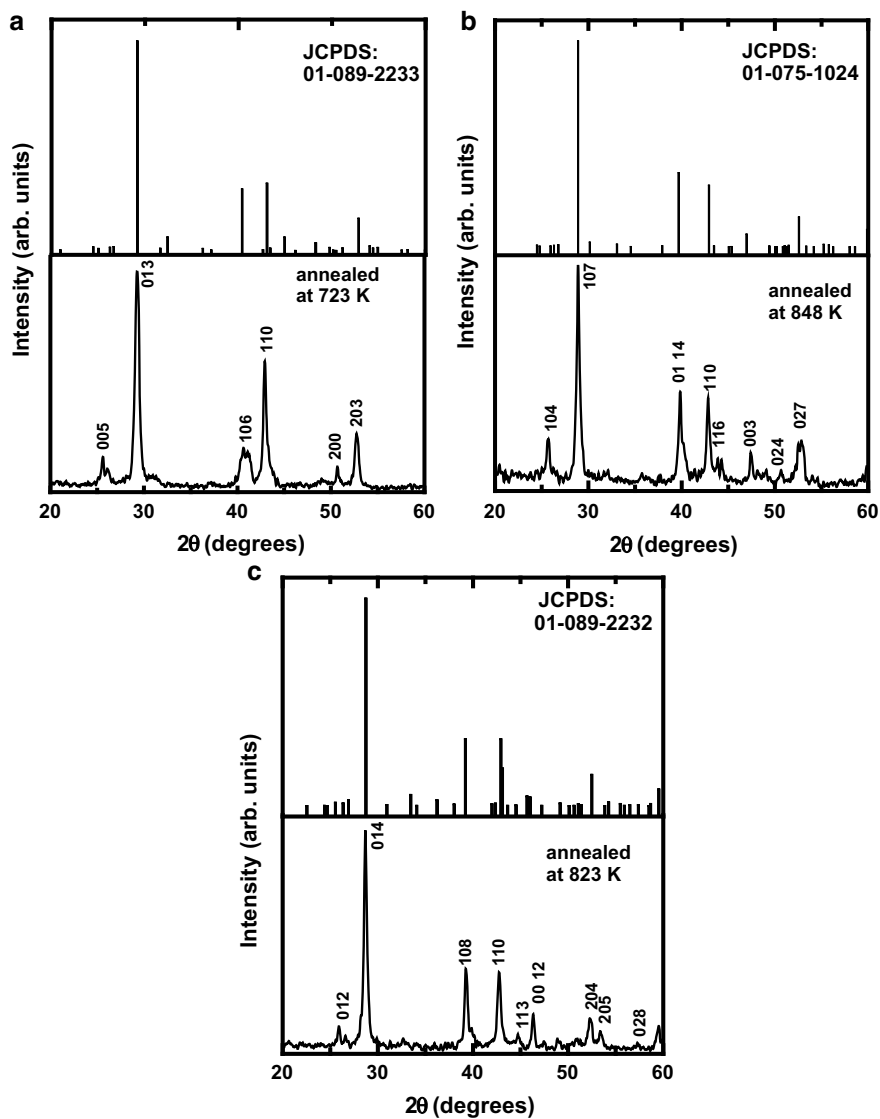 a
JCPDS:
01-089-2233
Intensity (arb. units)
annealed
at 723 K
005
013
106
110
200
203
20 30 40 50 60
2θ (degrees)
b
JCPDS:
01-075-1024
Intensity (arb. units)
annealed
at 848 K
104
107
01 14
110
116
003
024
027
20 30 40 50 60
2θ (degrees)
c
JCPDS:
01-089-2232
Intensity (arb. units)
annealed
at 823 K
012
014
108
110
113
00 12
204
205
028
20 30 40 50 60
2θ (degrees)